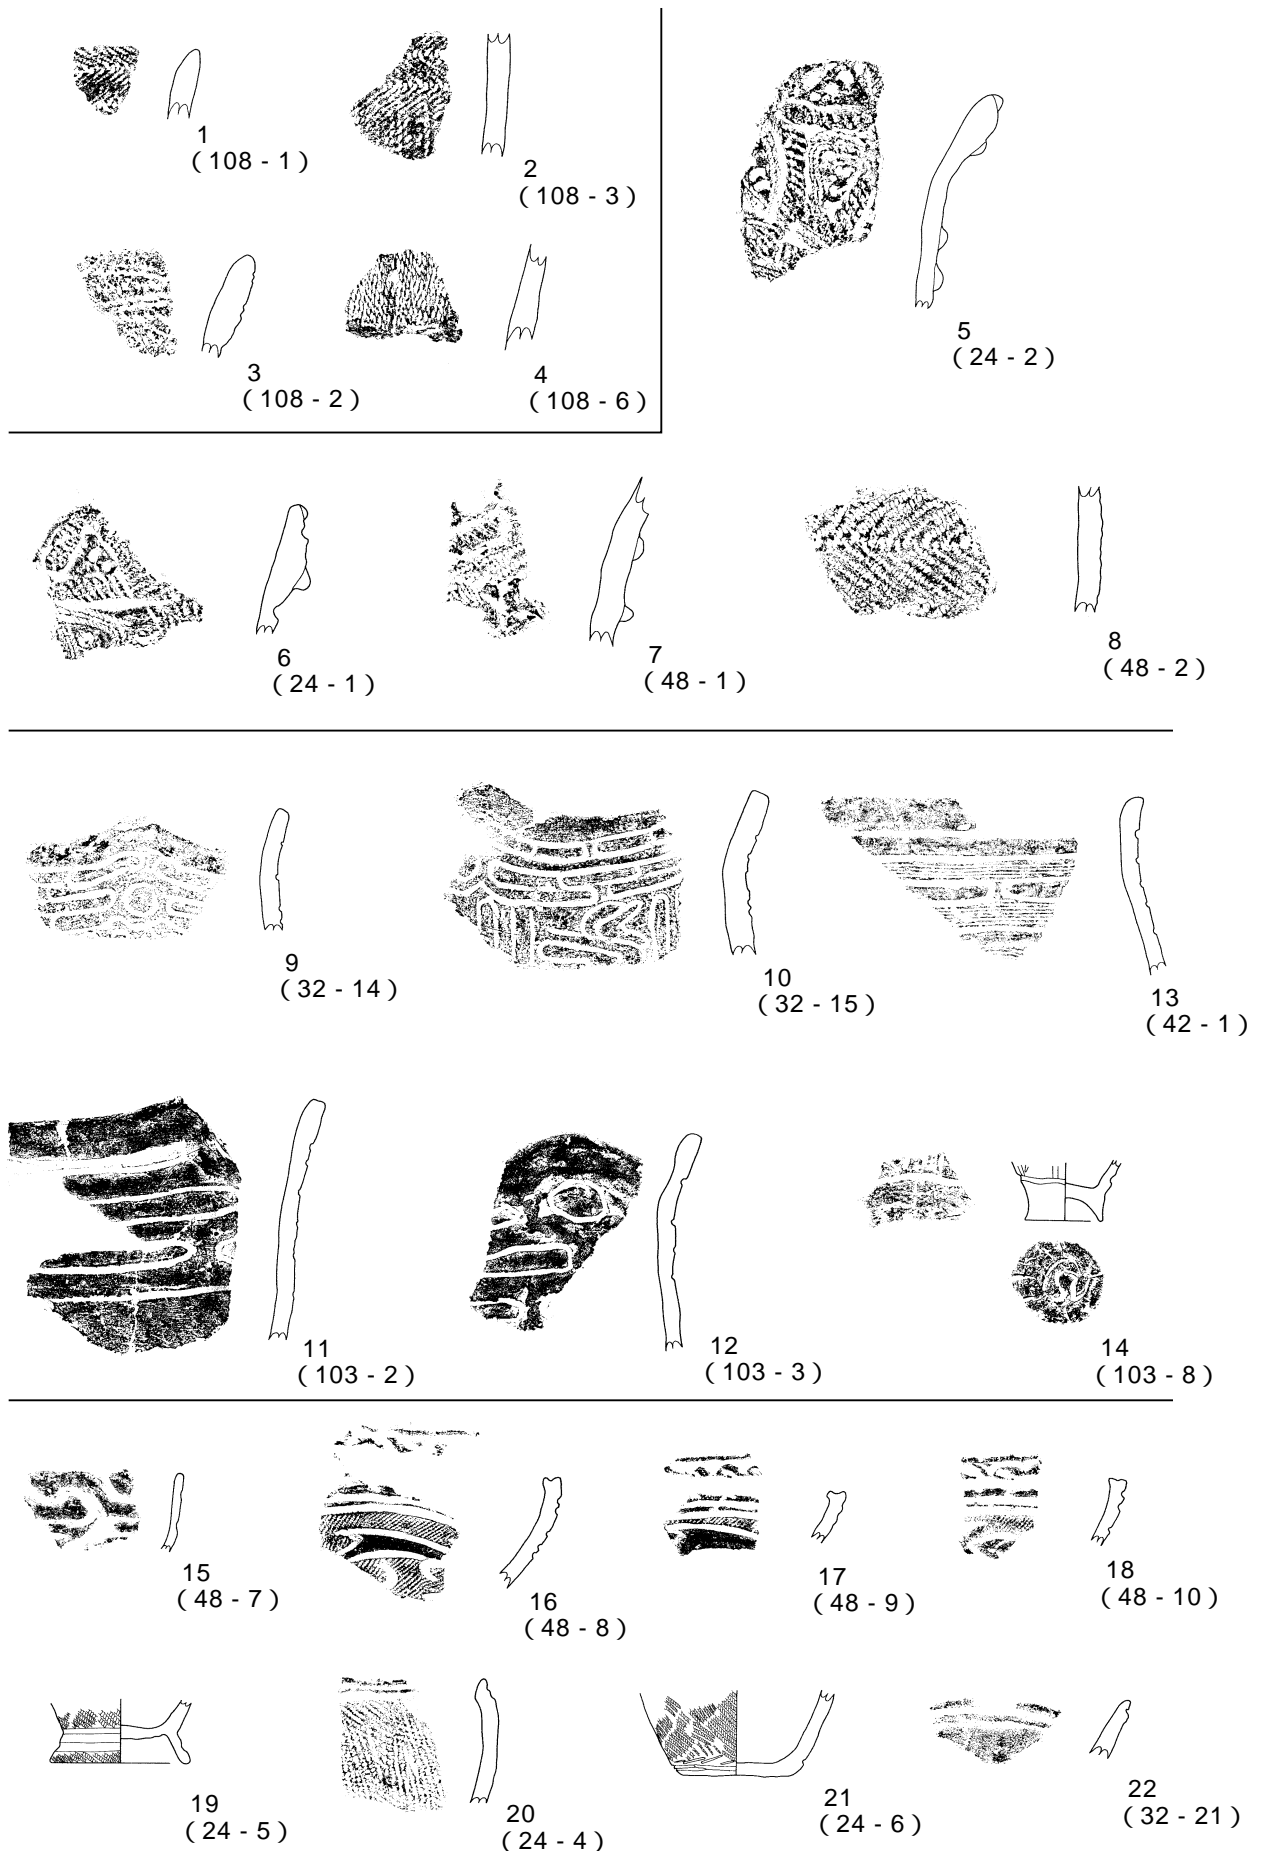 1
( 108 - 1 )
2
( 108 - 3 )
3
( 108 - 2 )
4
( 108 - 6 )
5
( 24 - 2 )
6
( 24 - 1 )
7
( 48 - 1 )
8
( 48 - 2 )
9
( 32 - 14 )
10
( 32 - 15 )
13
( 42 - 1 )
11
( 103 - 2 )
12
( 103 - 3 )
14
( 103 - 8 )
15
( 48 - 7 )
16
( 48 - 8 )
17
( 48 - 9 )
18
( 48 - 10 )
19
( 24 - 5 )
20
( 24 - 4 )
21
( 24 - 6 )
22
( 32 - 21 )